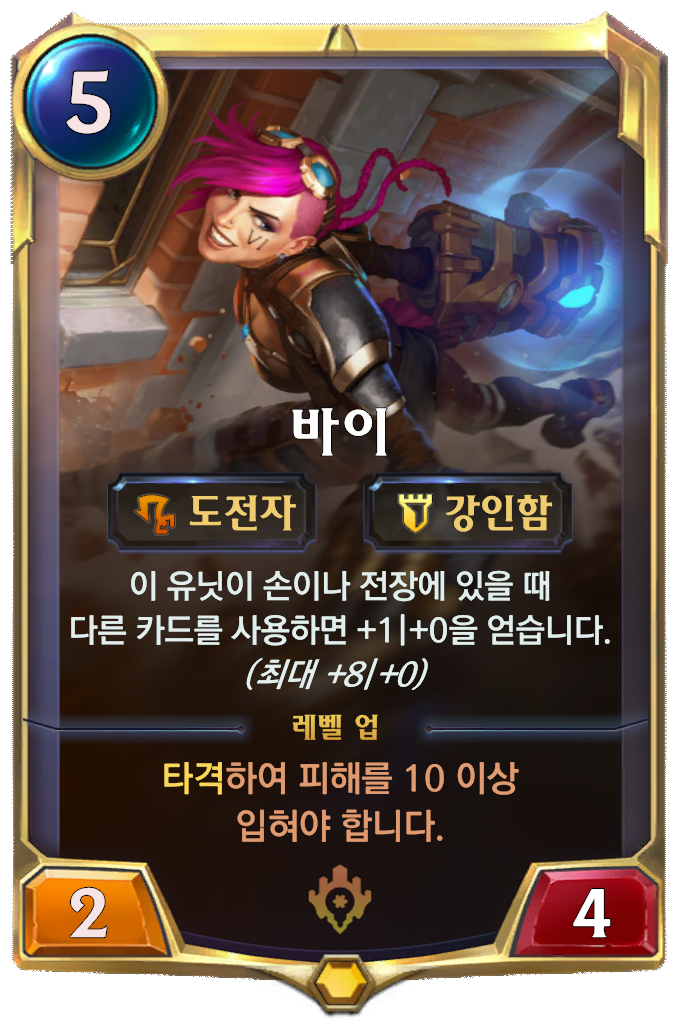 5
VI
바이
도전자
강인함
이 유닛이 손이나 전장에 있을 때
다른 카드를 사용하면 +1|+0을 얻습니다.
(최대 +8|+0)
레벨 업
타격하여 피해를 10 이상
입혀야 합니다.
2
4